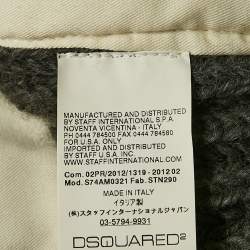 MANUFACTURED AND DISTRIBUTED
BY STAFF INTERNATIONAL S.P.A.
NOVENTA VICENTINA - ITALY
PH 0444 784500 FAX 0444 784560
FOR U.S.A. ONLY
IMPORTED AND DISTRIBUTED
BY STAFF U.S.A. INC. N.Y.
Com. 02PR/2012/1319 - 2012 02
Mod. S74AM0321 Fab. STN290
MADE IN ITALY
イタリア製
(株)スタッフインターナショナルジャパン
03-5794-9931
DSQUARED2